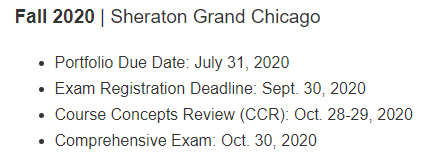 Fall 2020 | Sheraton Grand Chicago
• Portfolio Due Date: July 31, 2020
• Exam Registration Deadline: Sept. 30, 2020
• Course Concepts Review (CCR): Oct. 28-29, 2020
• Comprehensive Exam: Oct. 30, 2020